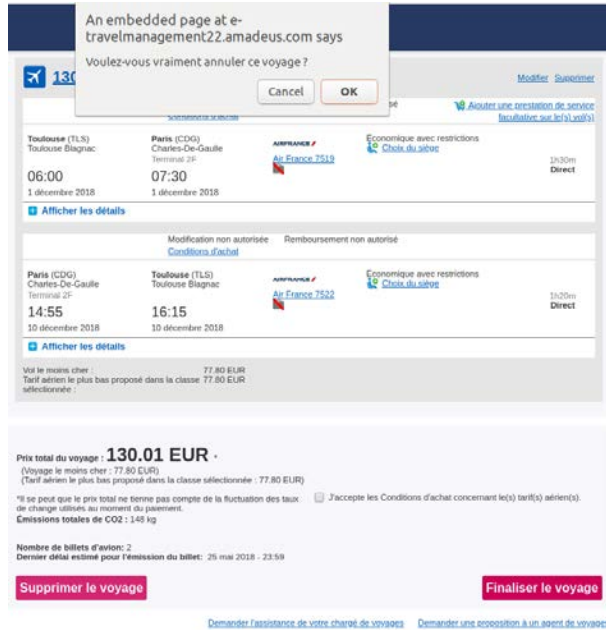 An embedded page at e-
travelmanagement22.amadeus.com says
Voulez-vous vraiment annuler ce voyage ?
Cancel OK
130
Modifier Supprimer
Ajouter une prestation de service
facultative sur le(s) vol(s)
Conditions d'achat
Toulouse (TLS) Paris (CDG) AIRFRANCE Économique avec restrictions
Toulouse Blagnac Charles-De-Gaulle Choix du siège
Terminal 2F Air France 7519 1h30m
06:00 07:30 Direct
1 décembre 2018 1 décembre 2018
Afficher les détails
Modification non autorisée Remboursement non autorisé
Conditions d'achat
Paris (CDG) Toulouse (TLS) AIRFRANCE Économique avec restrictions
Charles-De-Gaulle Toulouse Blagnac Choix du siège
Terminal 2F Air France 7522 1h20m
14:55 16:15 Direct
10 décembre 2018 10 décembre 2018
Afficher les détails
Vol le moins cher : 77.80 EUR
Tarif aérien le plus bas proposé dans la classe 77.80 EUR
sélectionnée :
Prix total du voyage : 130.01 EUR *
(Voyage le moins cher : 77.80 EUR)
(Tarif aérien le plus bas proposé dans la classe sélectionnée : 77.80 EUR)
*Il se peut que le prix total ne tienne pas compte de la fluctuation des taux J'accepte les Conditions d'achat concernant le(s) tarif(s) aérien(s).
de change utilisés au moment du paiement.
Émissions totales de CO2 : 148 kg
Nombre de billets d'avion: 2
Dernier délai estimé pour l'émission du billet: 25 mai 2018 - 23:59
Supprimer le voyage Finaliser le voyage
Demander l'assistance de votre chargé de voyages Demander une proposition à un agent de voyages